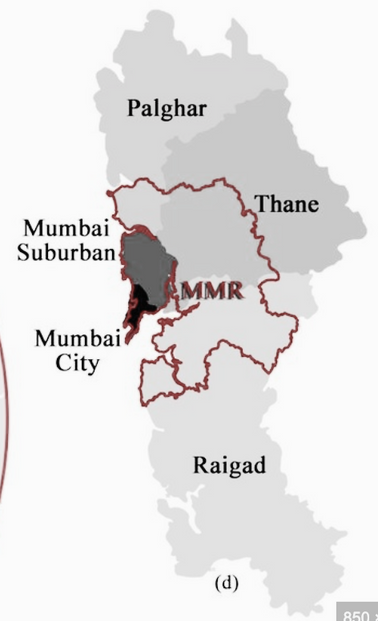 Palghar
Thane
Mumbai
Suburban
MMR
Mumbai
City
Raigad
(d)
850 ×